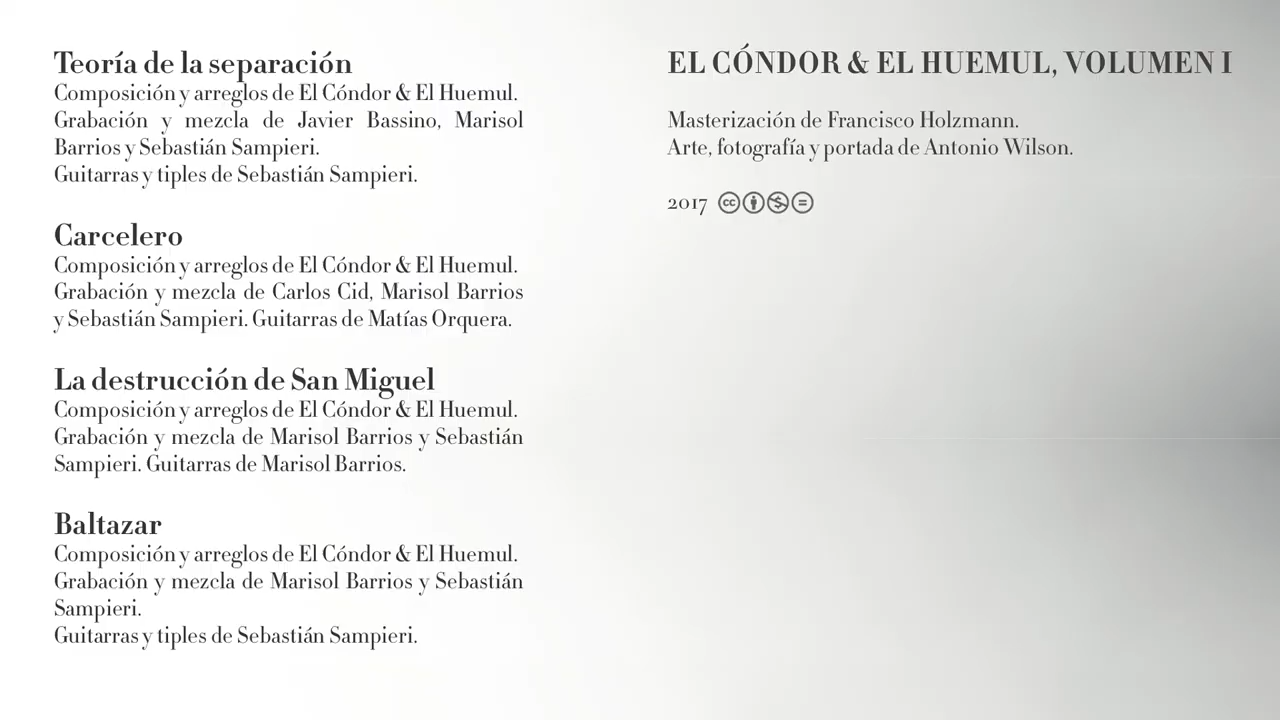 Teoría de la separación
Composición y arreglos de El Cóndor & El Huemul.
Grabación y mezcla de Javier Bassino, Marisol
Barrios y Sebastián Sampieri.
Guitarras y tiples de Sebastián Sampieri.
Carcelero
Composición y arreglos de El Cóndor & El Huemul.
Grabación y mezcla de Carlos Cid, Marisol Barrios
y Sebastián Sampieri. Guitarras de Matías Orquera.
La destrucción de San Miguel
Composición y arreglos de El Cóndor & El Huemul.
Grabación y mezcla de Marisol Barrios y Sebastián
Sampieri. Guitarras de Marisol Barrios.
Baltazar
Composición y arreglos de El Cóndor & El Huemul.
Grabación y mezcla de Marisol Barrios y Sebastián
Sampieri.
Guitarras y tiples de Sebastián Sampieri.
EL CÓNDOR & EL HUEMUL, VOLUMEN I
Masterización de Francisco Holzmann.
Arte, fotografía y portada de Antonio Wilson.
2017 cc